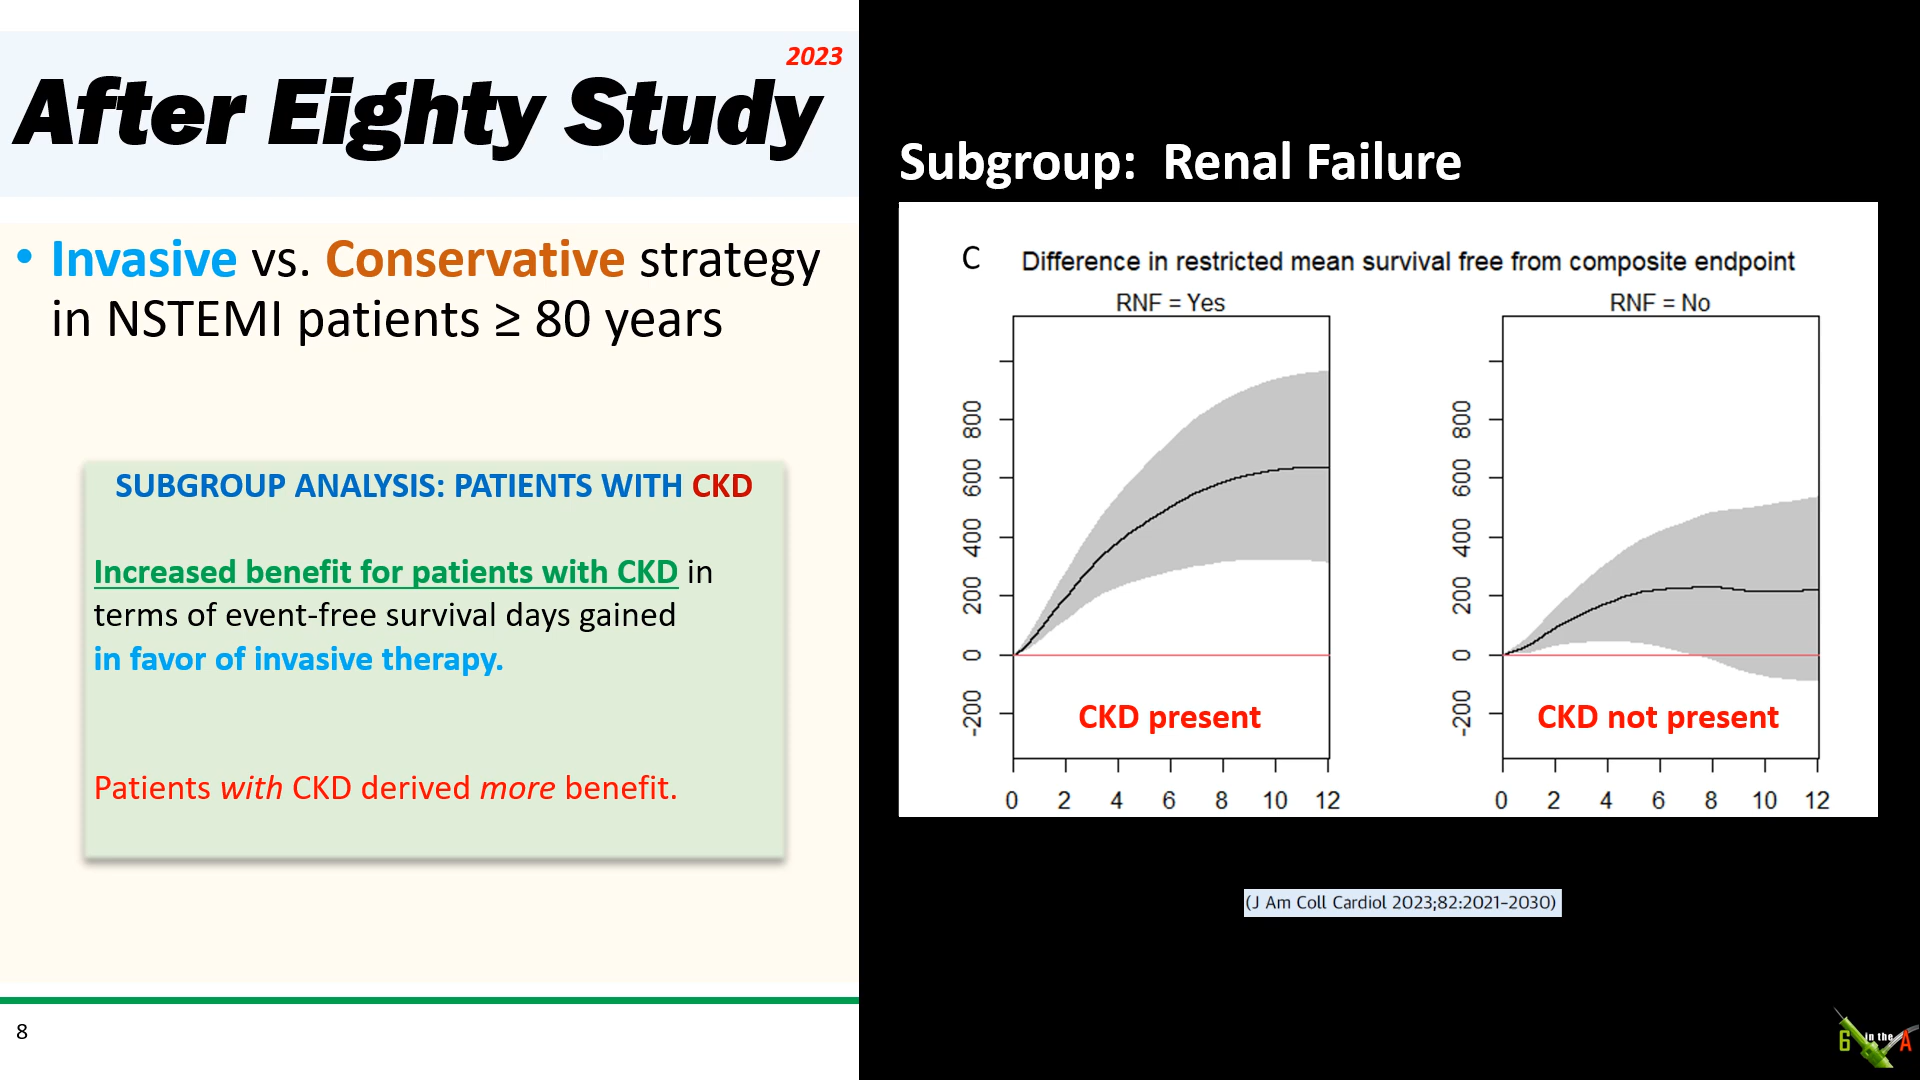 2023
After Eighty Study
• Invasive vs. Conservative strategy
in NSTEMI patients ≥ 80 years
SUBGROUP ANALYSIS: PATIENTS WITH CKD
Increased benefit for patients with CKD in
terms of event-free survival days gained
in favor of invasive therapy.
Patients with CKD derived more benefit.
8
Subgroup: Renal Failure
C
Difference in restricted mean survival free from composite endpoint
RNF = Yes
800
600
400
200
0
-200
CKD present
0 2 4 6 8 10 12
RNF = No
800
600
400
200
0
-200
CKD not present
0 2 4 6 8 10 12
(J Am Coll Cardiol 2023;82:2021-2030)
6 in the A